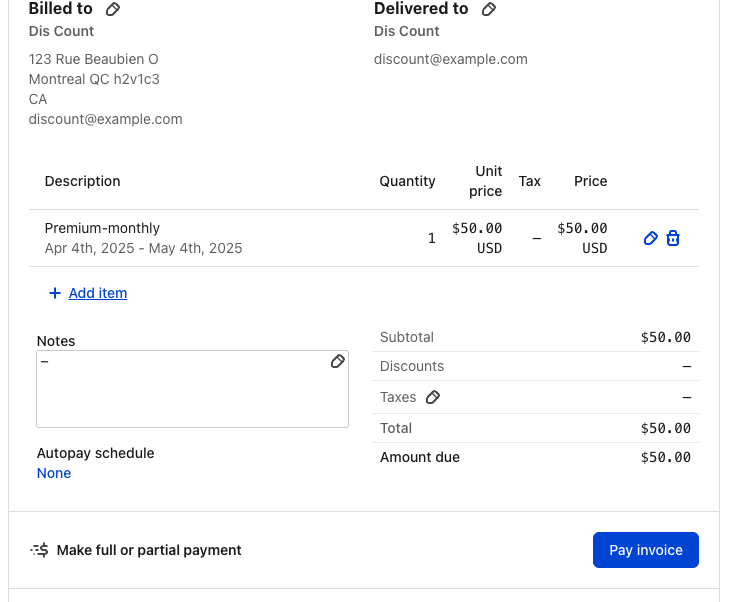 Billed to
Dis Count
123 Rue Beaubien O
Montreal QC h2v1c3
CA
discount@example.com
Delivered to
Dis Count
discount@example.com
Description Quantity Unit price Tax Price
Premium-monthly
Apr 4th, 2025 - May 4th, 2025
1 $50.00 USD – $50.00 USD
+ Add item
Notes
–
Autopay schedule
None
Subtotal $50.00
Discounts –
Taxes –
Total $50.00
Amount due $50.00
Make full or partial payment
Pay invoice